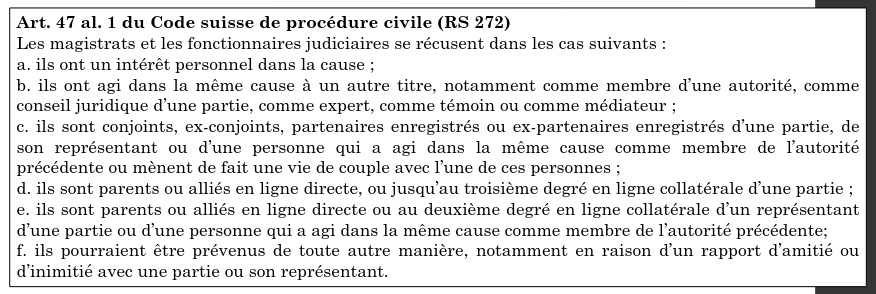 Art. 47 al. 1 du Code suisse de procédure civile (RS 272)
Les magistrats et les fonctionnaires judiciaires se récusent dans les cas suivants :
a. ils ont un intérêt personnel dans la cause ;
b. ils ont agi dans la même cause à un autre titre, notamment comme membre d'une autorité, comme
conseil juridique d'une partie, comme expert, comme témoin ou comme médiateur ;
c. ils sont conjoints, ex-conjoints, partenaires enregistrés ou ex-partenaires enregistrés d'une partie, de
son représentant ou d'une personne qui a agi dans la même cause comme membre de l'autorité
précédente ou mènent de fait une vie de couple avec l'une de ces personnes ;
d. ils sont parents ou alliés en ligne directe, ou jusqu'au troisième degré en ligne collatérale d'une partie ;
e. ils sont parents ou alliés en ligne directe ou au deuxième degré en ligne collatérale d'un représentant
d'une partie ou d'une personne qui a agi dans la même cause comme membre de l'autorité précédente;
f. ils pourraient être prévenus de toute autre manière, notamment en raison d'un rapport d'amitié ou
d'inimitié avec une partie ou son représentant.